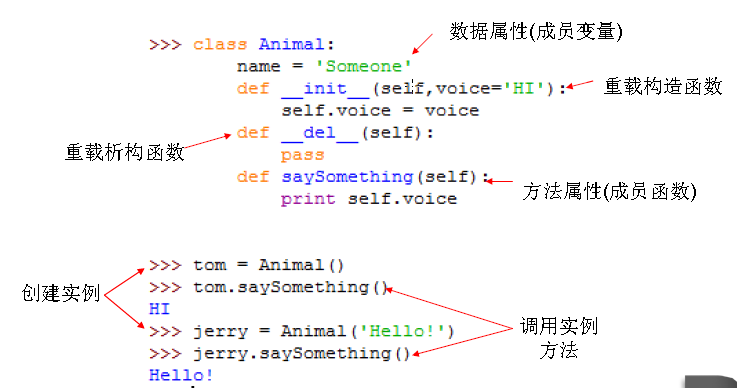 数据属性(成员变量)
>>> class Animal:
name = 'Someone'
def __init__(self,voice='HI'):
重载构造函数
self.voice = voice
def __del__(self):
重载析构函数
pass
def saySomething(self):
方法属性(成员函数)
print self.voice
>>> tom = Animal()
>>> tom.saySomething()
创建实例
HI
>>> jerry = Animal('Hello!')
调用实例
方法
>>> jerry.saySomething()
Hello!